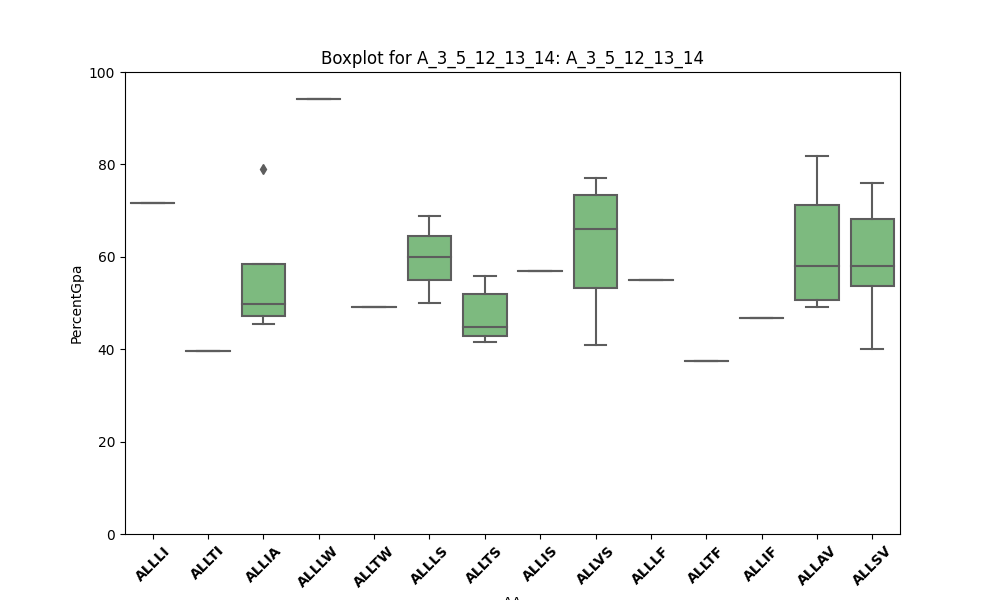 Boxplot for A_3_5_12_13_14: A_3_5_12_13_14
100
80
60
40
20
0
PercentGpa
ALLLI
ALLTI
ALLIA
ALLLW
ALLTW
ALLLS
ALLTS
ALLIS
ALLVS
ALLLF
ALLTF
ALLIF
ALLAV
ALLSV